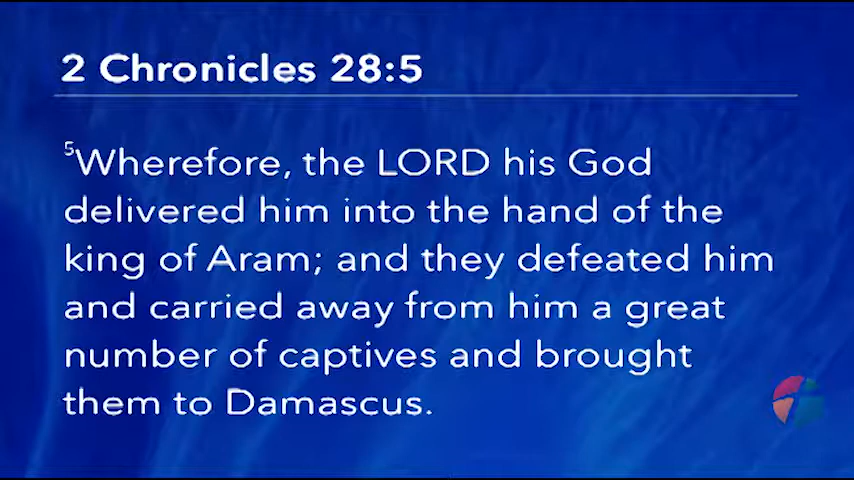 2 Chronicles 28:5
5Wherefore, the LORD his God
delivered him into the hand of the
king of Aram; and they defeated him
and carried away from him a great
number of captives and brought
them to Damascus.